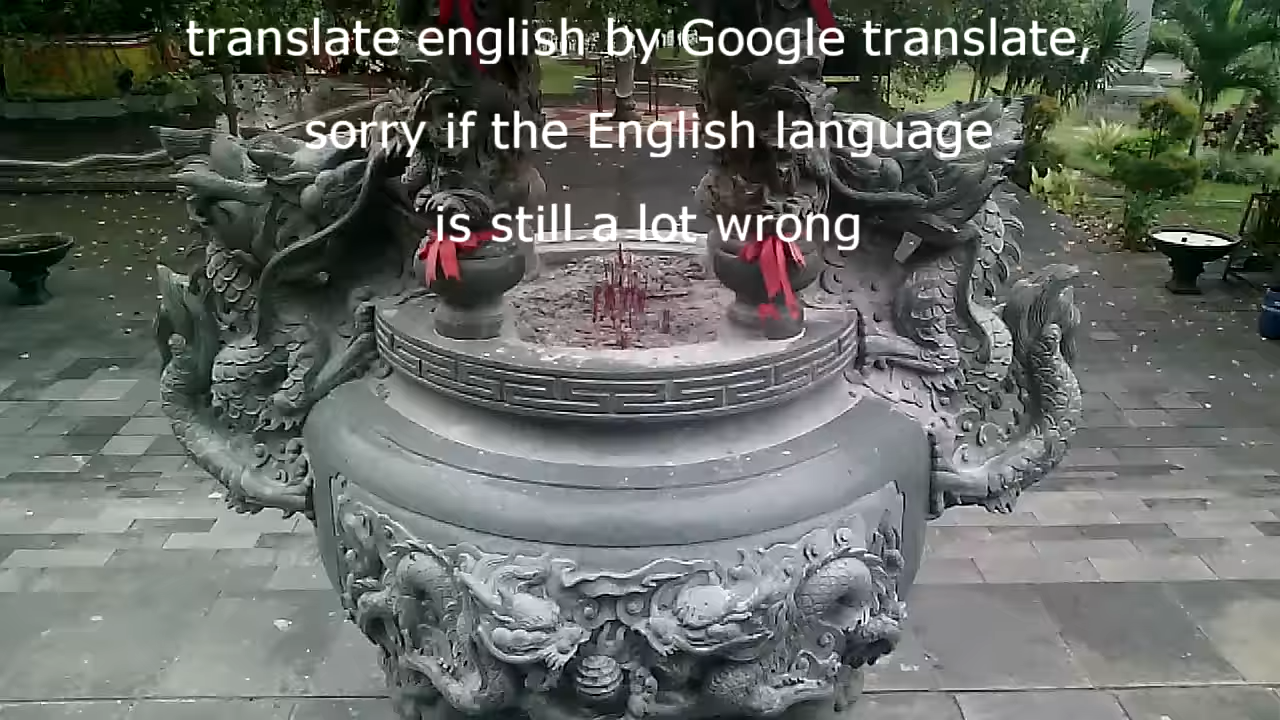 translate english by Google translate,
sorry if the English language
is still a lot wrong